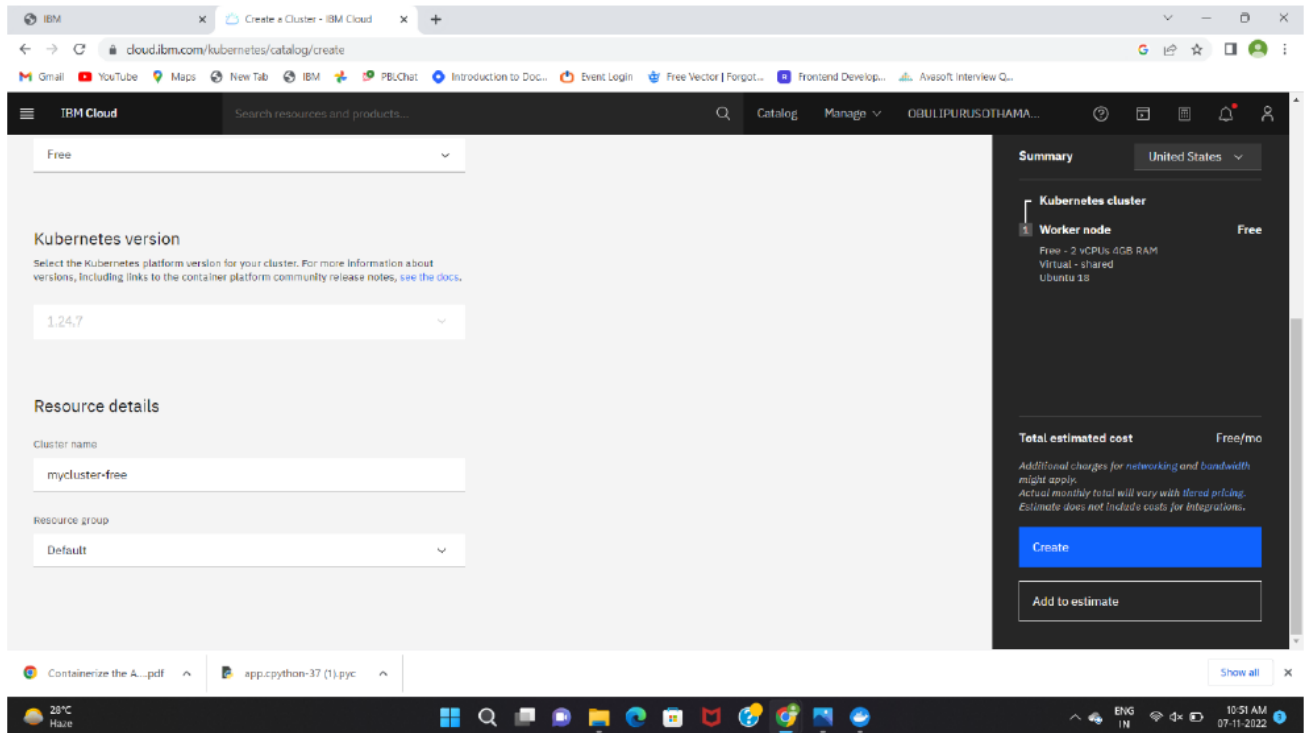 IBM
Create a Cluster - IBM Cloud
cloud.ibm.com/kubernetes/catalog/create
Gmail YouTube Maps New Tab IBM PBLChat Introduction to Doc... Event Login Free Vector | Forgot... Frontend Develop... Avasoft Interview Q...
IBM Cloud
Search resources and products...
Catalog
Manage
OBULIPURUSOTHAMA...
Free
Kubernetes version
Select the Kubernetes platform version for your cluster. For more information about
versions, including links to the container platform community release notes, see the docs.
1.24.7
Resource details
Cluster name
mycluster-free
Resource group
Default
Summary
United States
Kubernetes cluster
1 Worker node Free
Free - 2 vCPUs 4GB RAM
Virtual - shared
Ubuntu 18
Total estimated cost Free/mo
Additional charges for networking and bandwidth
might apply.
Actual monthly total will vary with tiered pricing.
Estimate does not include costs for integrations.
Create
Add to estimate
Containerize the A....pdf
app.cpython-37 (1).pyc
Show all
28°C
Haze
ENG
IN
10:51 AM
07-11-2022